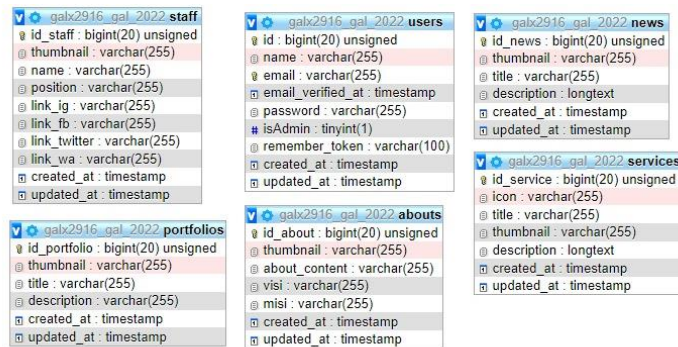 galx2916_gal_2022 staff
id_staff : bigint(20) unsigned
thumbnail : varchar(255)
name : varchar(255)
position : varchar(255)
link_ig : varchar(255)
link_fb : varchar(255)
link_twitter : varchar(255)
link_wa : varchar(255)
created_at : timestamp
updated_at : timestamp
galx2916_gal_2022 users
id : bigint(20) unsigned
name : varchar(255)
email : varchar(255)
email_verified_at : timestamp
password : varchar(255)
# isAdmin : tinyint(1)
remember_token : varchar(100)
created_at : timestamp
updated_at : timestamp
galx2916_gal_2022 news
id_news : bigint(20) unsigned
thumbnail : varchar(255)
title : varchar(255)
description : longtext
created_at : timestamp
updated_at : timestamp
galx2916_gal_2022 services
id_service : bigint(20) unsigned
icon : varchar(255)
title : varchar(255)
thumbnail : varchar(255)
description : longtext
created_at : timestamp
updated_at : timestamp
galx2916_gal_2022 portfolios
id_portfolio : bigint(20) unsigned
thumbnail : varchar(255)
title : varchar(255)
description : varchar(255)
created_at : timestamp
updated_at : timestamp
galx2916_gal_2022 abouts
id_about : bigint(20) unsigned
thumbnail : varchar(255)
about_content : varchar(255)
visi : varchar(255)
misi : varchar(255)
created_at : timestamp
updated_at : timestamp